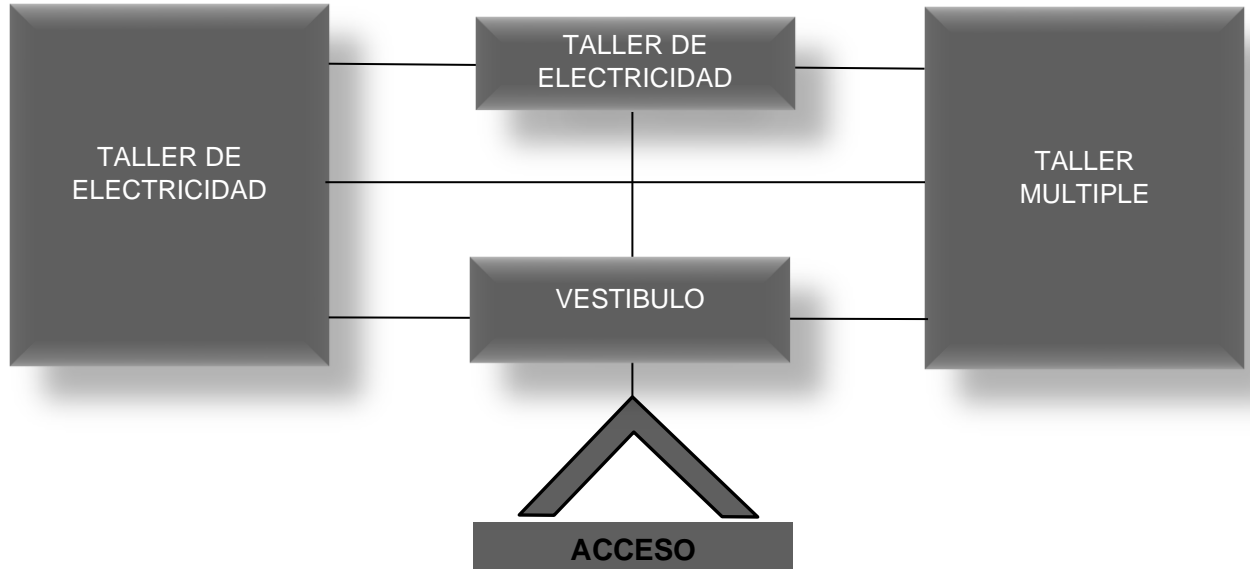 TALLER DE
ELECTRICIDAD
TALLER DE
ELECTRICIDAD
TALLER
MULTIPLE
VESTIBULO
ACCESO